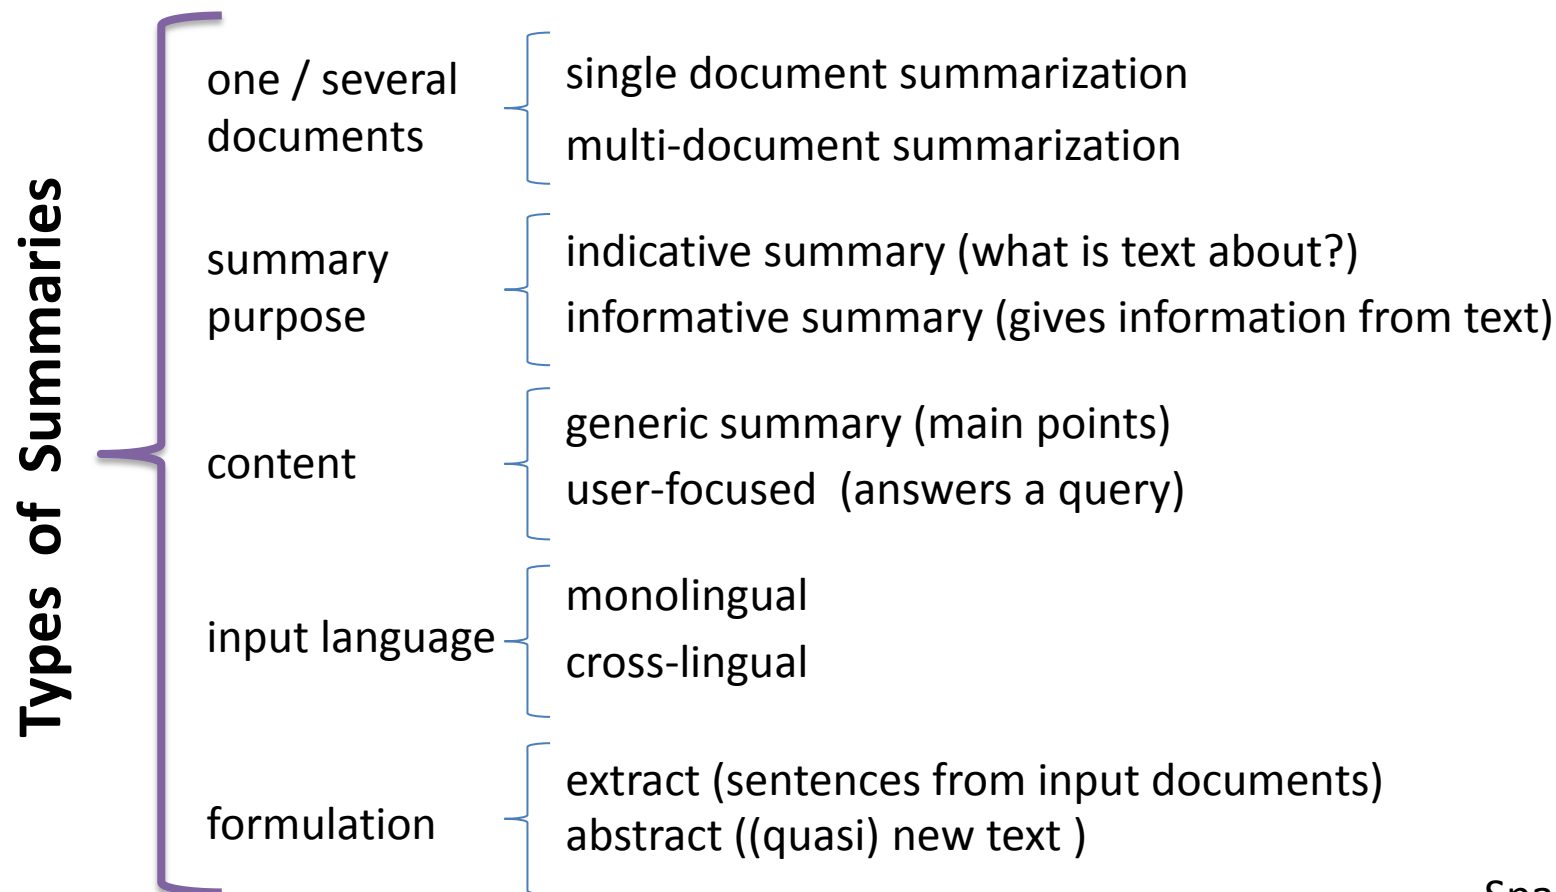 Types of Summaries
one / several
documents
single document summarization
multi-document summarization
summary
purpose
indicative summary (what is text about?)
informative summary (gives information from text)
content
generic summary (main points)
user-focused (answers a query)
input language
monolingual
cross-lingual
formulation
extract (sentences from input documents)
abstract ((quasi) new text )